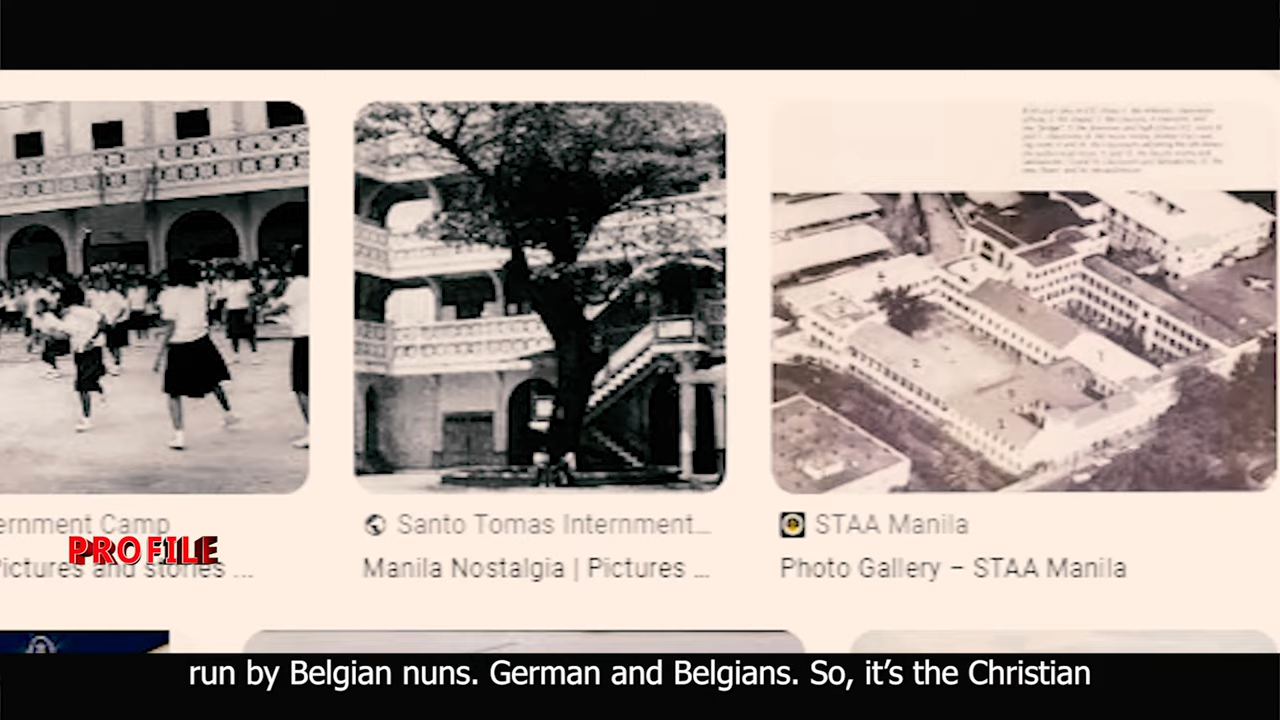 ernment Camp
Pictures and stories ...
PROFILE
Santo Tomas Internment...
Manila Nostalgia | Pictures ...
STAA Manila
Photo Gallery – STAA Manila
run by Belgian nuns. German and Belgians. So, it’s the Christian